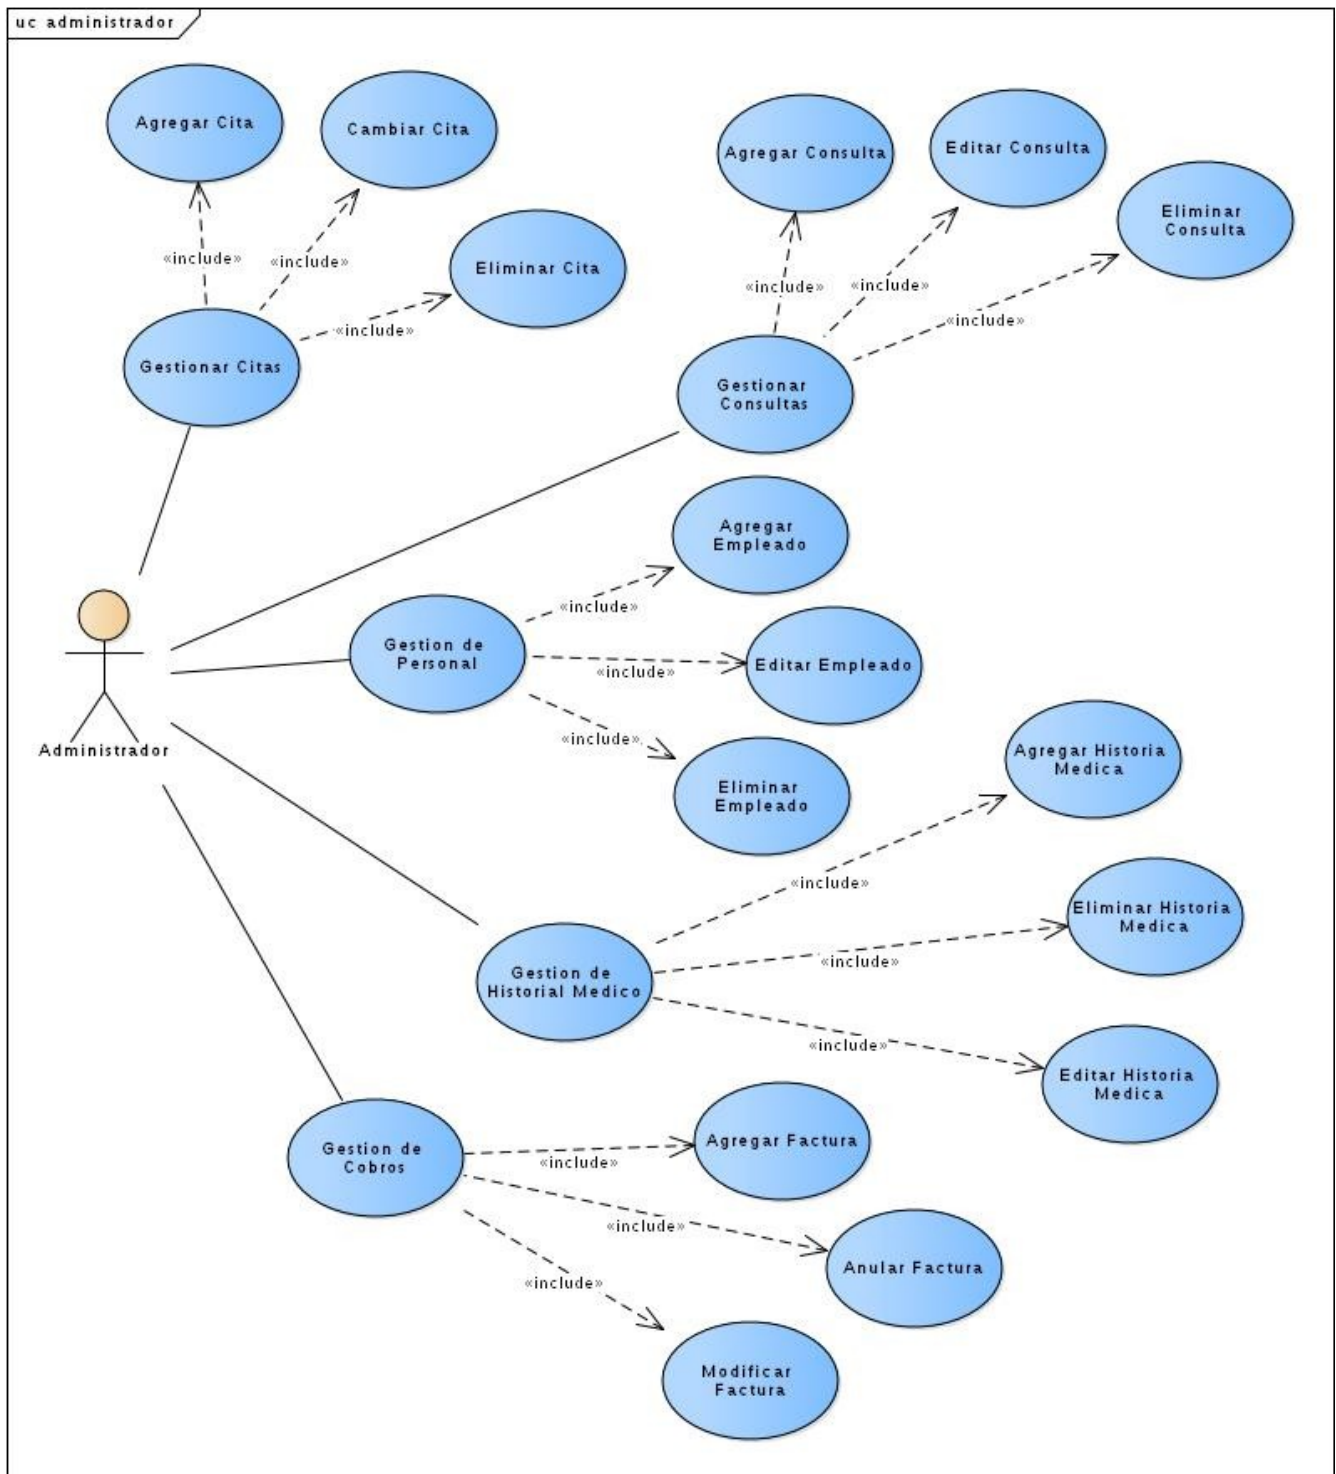 uc administrador
Agregar Cita
Cambiar Cita
Eliminar Cita
«include»
«include»
«include»
Gestionar Citas
Agregar Consulta
Editar Consulta
Eliminar
Consulta
«include»
«include»
«include»
Gestionar
Consultas
Agregar
Empleado
«include»
Gestion de
Personal
Editar Empleado
«include»
«include»
Eliminar
Empleado
Administrador
Agregar Historia
Medica
«include»
Eliminar Historia
Medica
«include»
Gestion de
Historial Medico
«include»
Editar Historia
Medica
Gestion de
Cobros
Agregar Factura
«include»
«include»
Anular Factura
«include»
Modificar
Factura